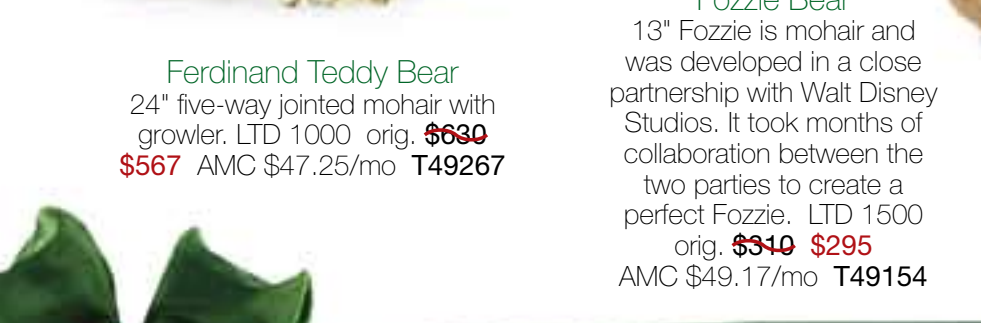 Ferdinand Teddy Bear
24" five-way jointed mohair with
growler. LTD 1000 orig. $630
$567 AMC $47.25/mo T49267
Fozzie Bear
13" Fozzie is mohair and
was developed in a close
partnership with Walt Disney
Studios. It took months of
collaboration between the
two parties to create a
perfect Fozzie. LTD 1500
orig. $310 $295
AMC $49.17/mo T49154